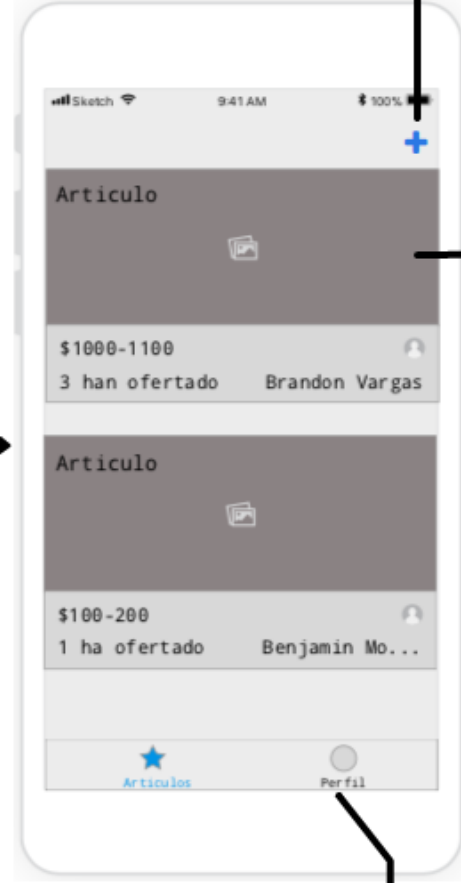 Sketch 9:41 AM 100%
Articulo
$1000-1100
3 han ofertado Brandon Vargas
Articulo
$100-200
1 ha ofertado Benjamin Mo...
Articulos Perfil